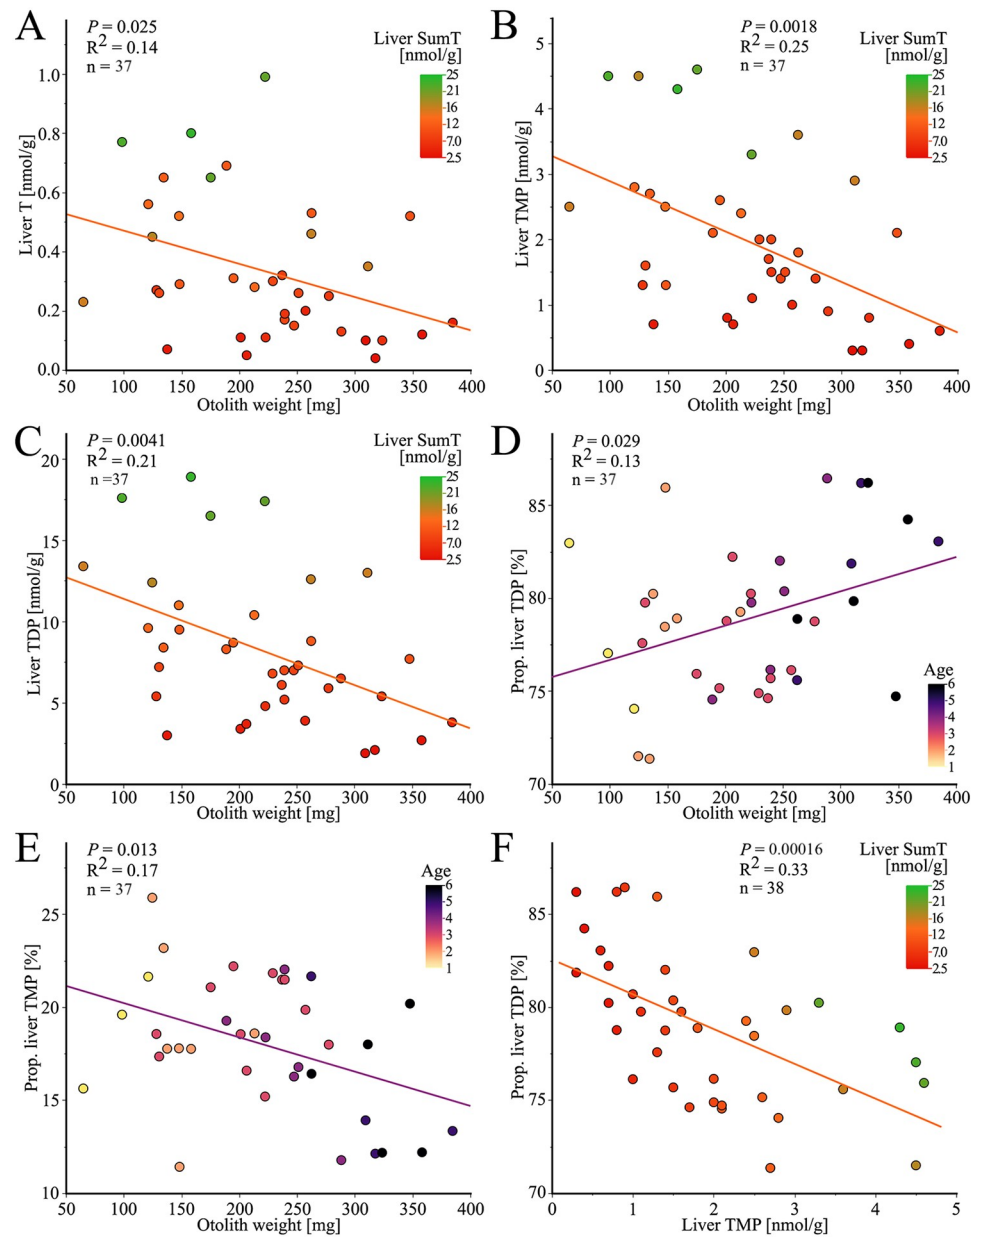 A
P = 0.025
R2 = 0.14
n = 37
Liver SumT
[nmol/g]
25
21
16
12
7.0
2.5
Liver T [nmol/g]
1.0
0.8
0.6
0.4
0.2
0.0
50 100 150 200 250 300 350 400
Otolith weight [mg]
B
P = 0.0018
R2 = 0.25
n = 37
Liver SumT
[nmol/g]
25
21
16
12
7.0
2.5
Liver TMP [nmol/g]
5
4
3
2
1
0
50 100 150 200 250 300 350 400
Otolith weight [mg]
C
P = 0.0041
R2 = 0.21
n =37
Liver SumT
[nmol/g]
25
21
16
12
7.0
2.5
Liver TDP [nmol/g]
20
15
10
5
0
50 100 150 200 250 300 350 400
Otolith weight [mg]
D
P = 0.029
R2 = 0.13
n = 37
Age
6
5
4
3
2
1
Prop. liver TDP [%]
85
80
75
70
50 100 150 200 250 300 350 400
Otolith weight [mg]
E
P = 0.013
R2 = 0.17
n = 37
Age
6
5
4
3
2
1
Prop. liver TMP [%]
25
20
15
10
50 100 150 200 250 300 350 400
Otolith weight [mg]
F
P = 0.00016
R2 = 0.33
n = 38
Liver SumT
[nmol/g]
25
21
16
12
7.0
2.5
Prop. liver TDP [%]
85
80
75
70
0 1 2 3 4 5
Liver TMP [nmol/g]